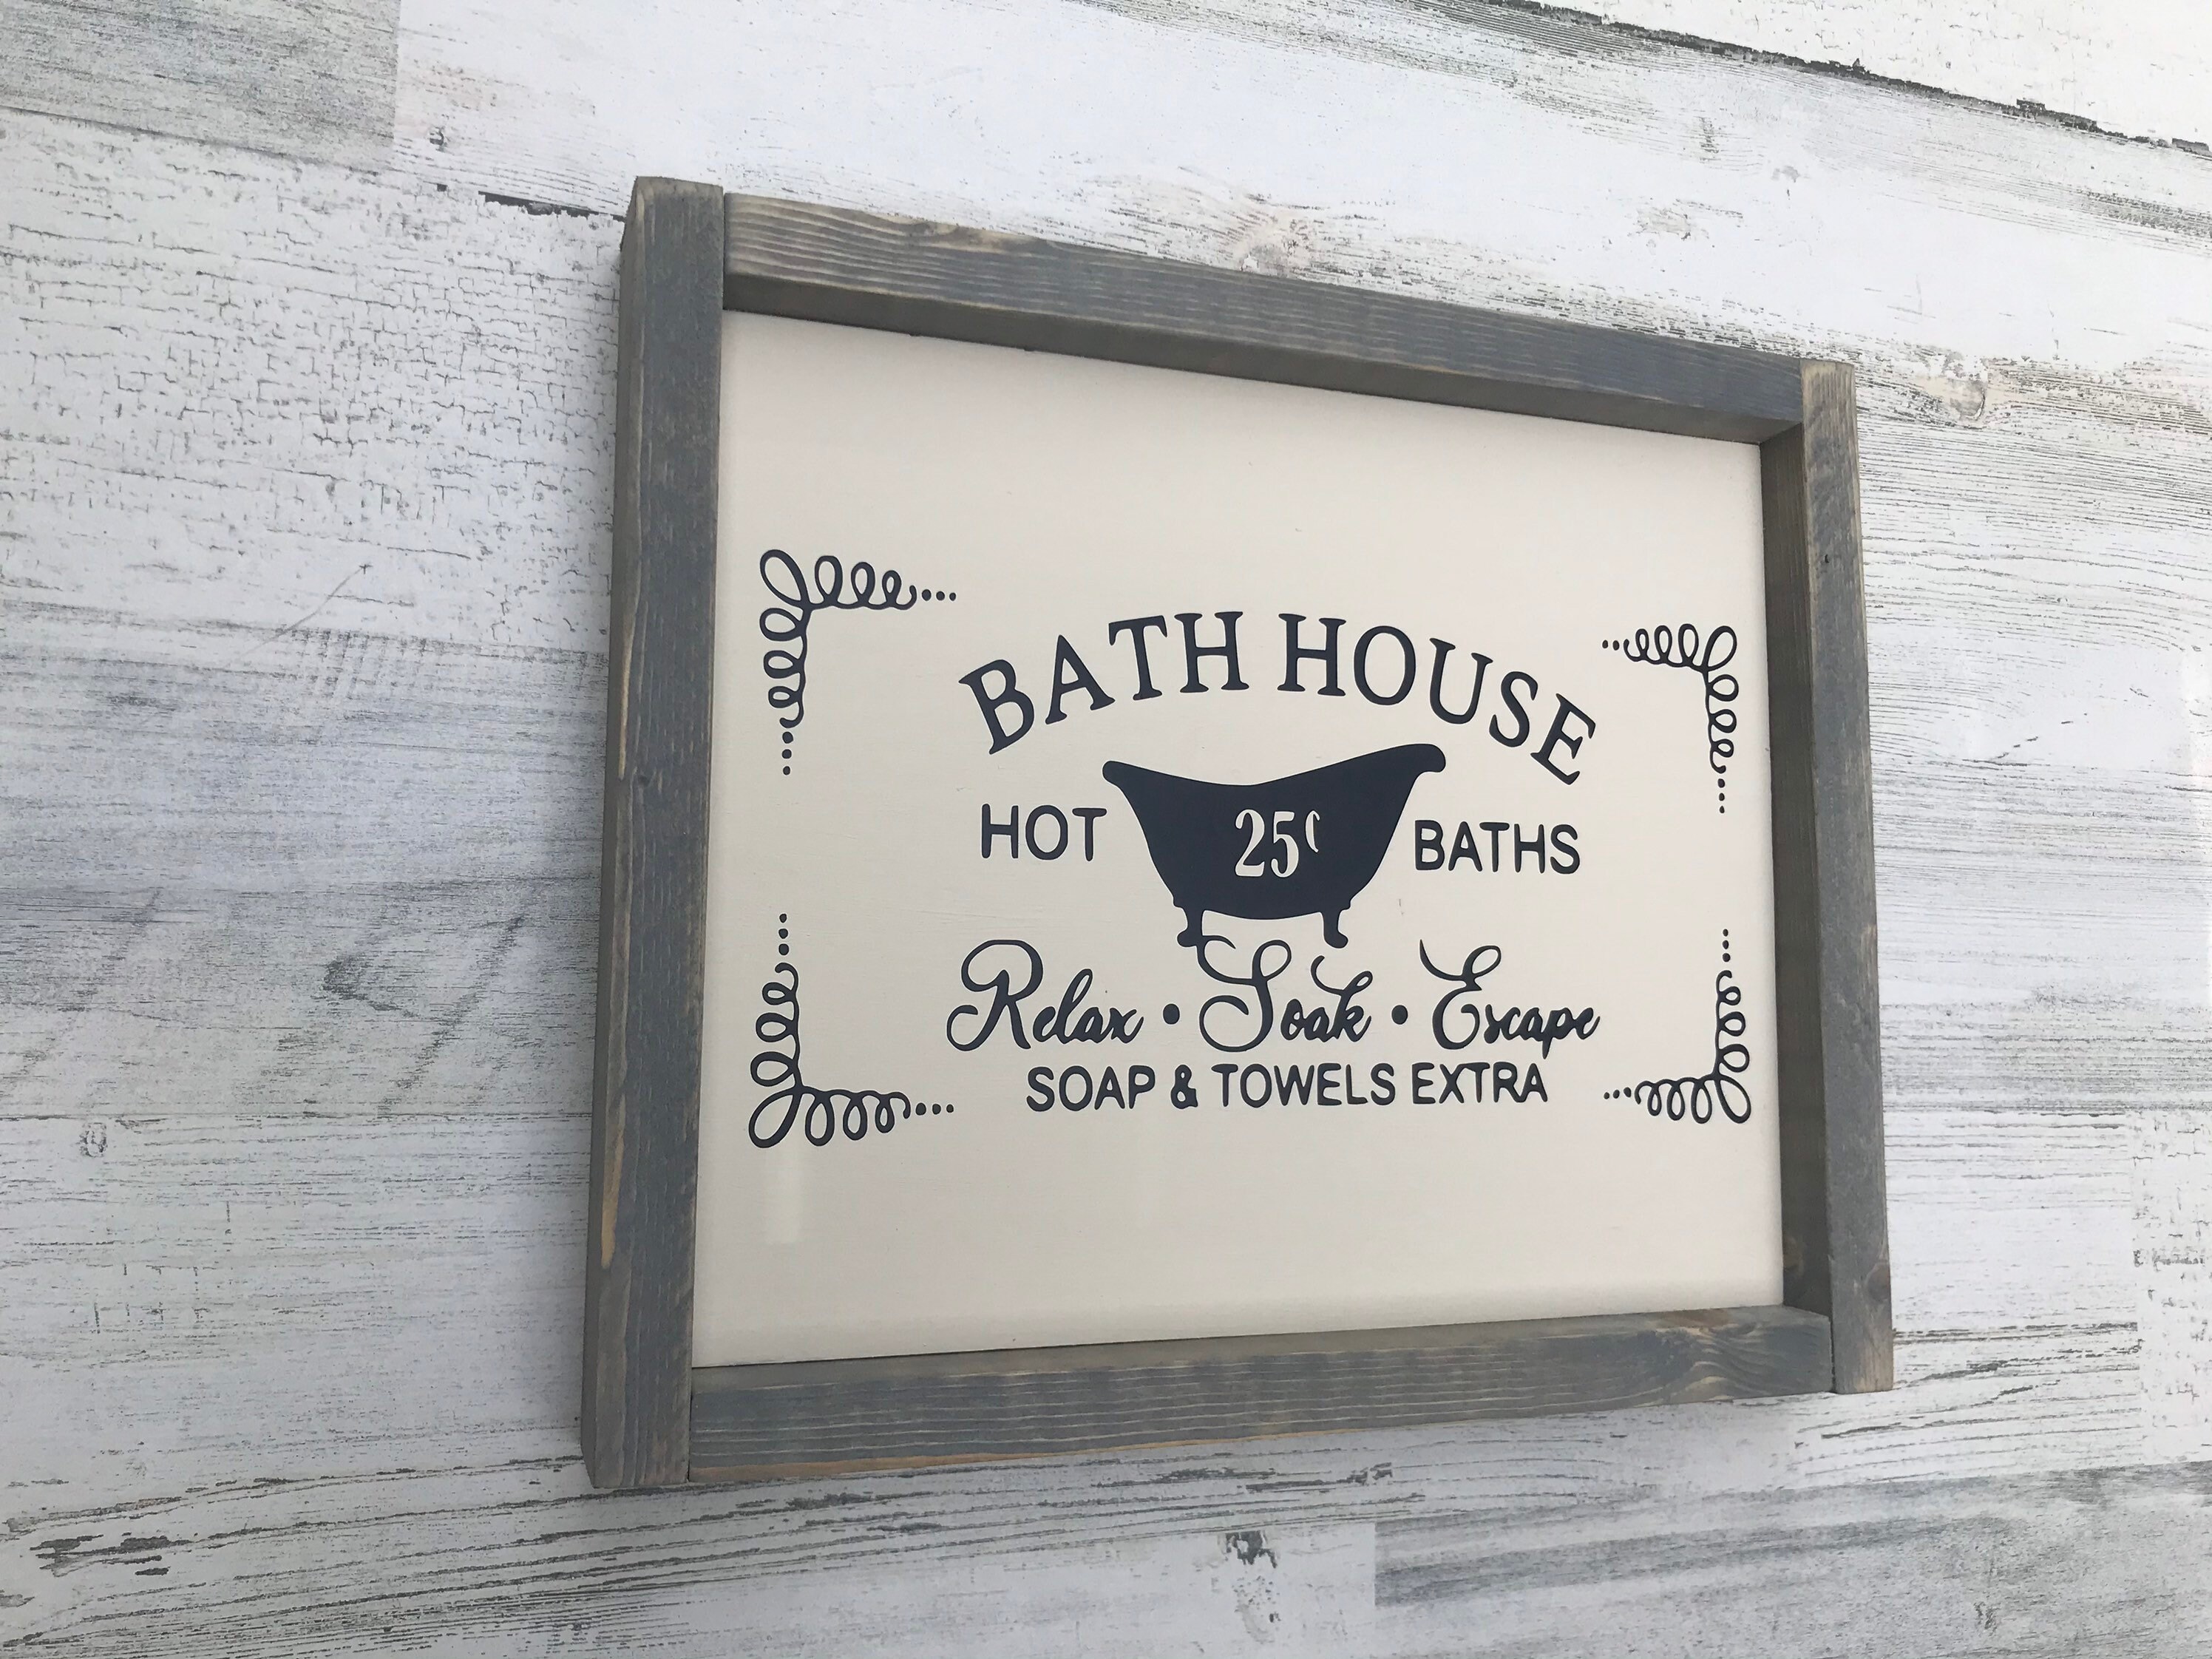 BATH HOUSE
HOT 25¢ BATHS
Relax • Soak • Escape
SOAP & TOWELS EXTRA